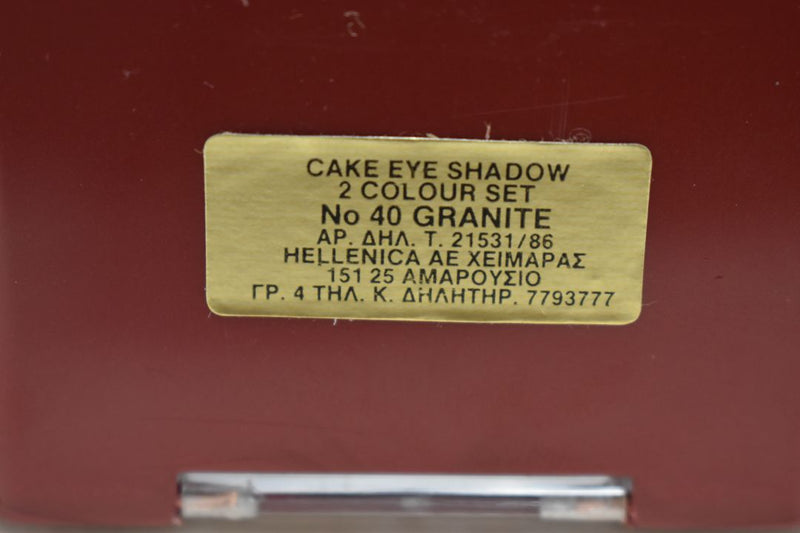 CAKE EYE SHADOW
2 COLOUR SET
No 40 GRANITE
ΑΡ. ΔΗΛ. Τ. 21531/86
HELLENICA ΑΕ ΧΕΙΜΑΡΑΣ
151 25 ΑΜΑΡΟΥΣΙΟ
ΓΡ. 4 ΤΗΛ. Κ. ΔΗΛΗΤΗΡ. 7793777